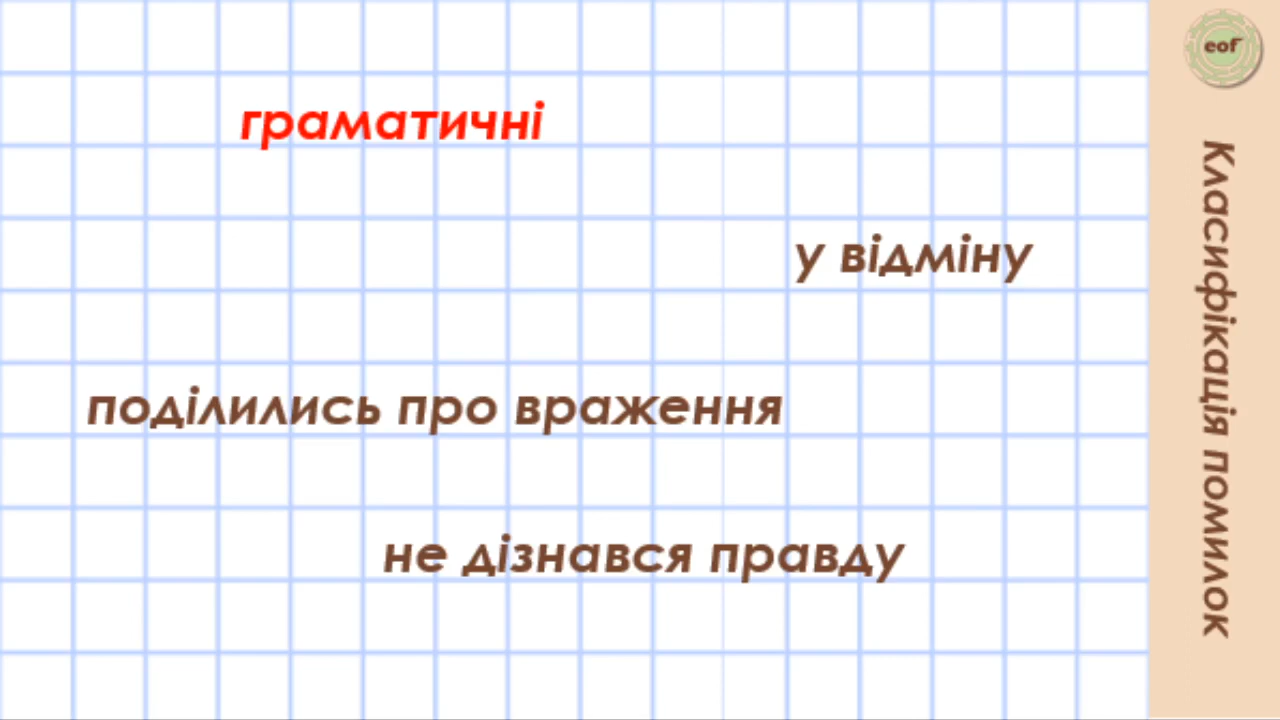 граматичні
у відміну
поділились про враження
не дізнався правду
eof
Класифікація помилок